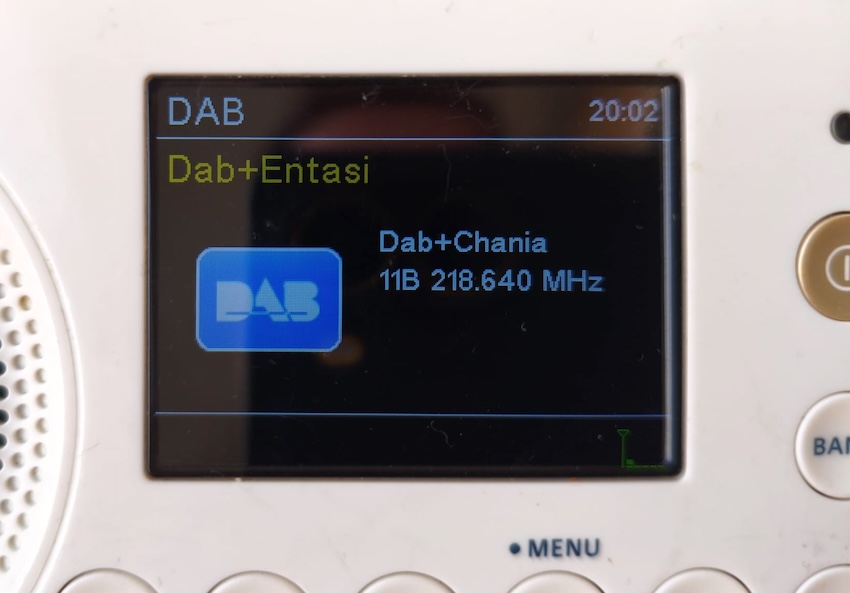 DAB 20:02
Dab+Entasi
Dab+Chania
DAB 11B 218.640 MHz
MENU